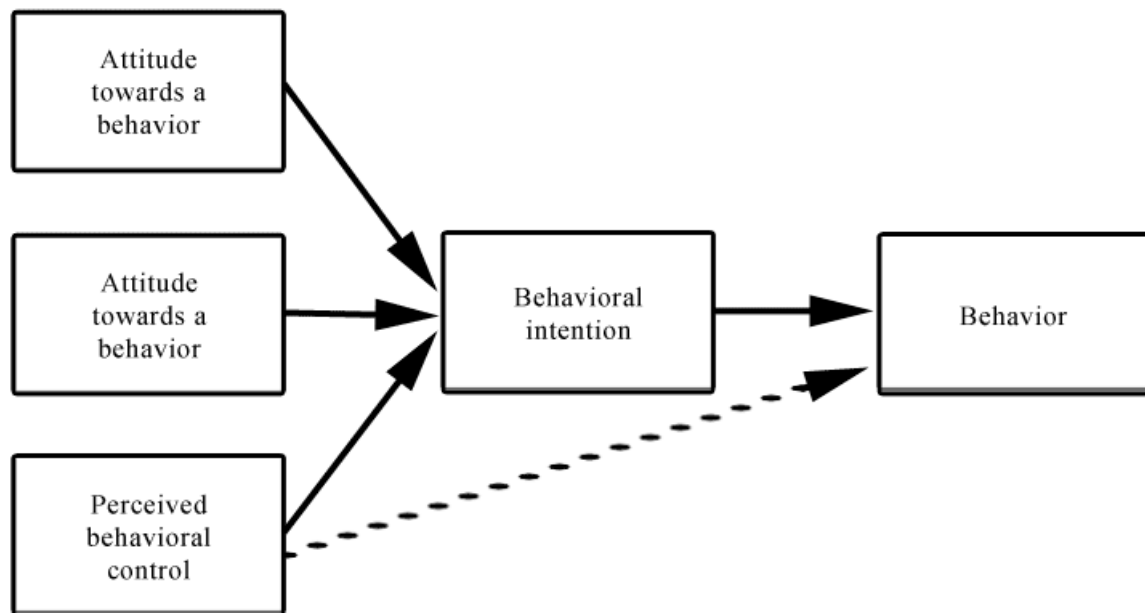 Attitude
towards a
behavior
Attitude
towards a
behavior
Behavioral
intention
Behavior
Perceived
behavioral
control